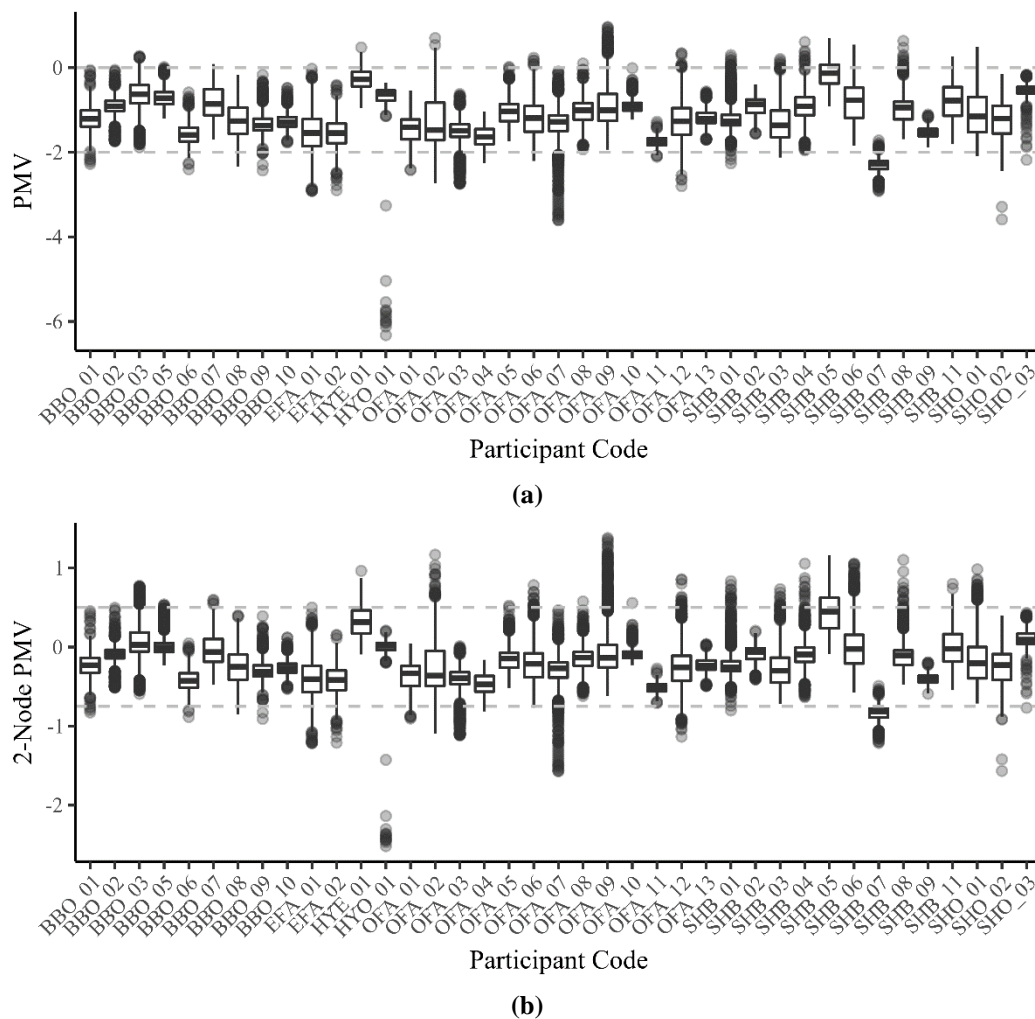 PMV
0
-2
-4
-6
BBO_01
BBO_02
BBO_03
BBO_05
BBO_06
BBO_07
BBO_08
BBO_09
BBO_10
EFA_01
EFA_02
HYE_01
HYO_01
OFA_01
OFA_02
OFA_03
OFA_04
OFA_05
OFA_06
OFA_07
OFA_08
OFA_09
OFA_10
OFA_11
OFA_12
OFA_13
SHB_01
SHB_02
SHB_03
SHB_04
SHB_05
SHB_06
SHB_07
SHB_08
SHB_09
SHB_11
SHO_01
SHO_02
SHO_03
Participant Code
(a)
2-Node PMV
1
0
-1
-2
BBO_01
BBO_02
BBO_03
BBO_05
BBO_06
BBO_07
BBO_08
BBO_09
BBO_10
EFA_01
EFA_02
HYE_01
HYO_01
OFA_01
OFA_02
OFA_03
OFA_04
OFA_05
OFA_06
OFA_07
OFA_08
OFA_09
OFA_10
OFA_11
OFA_12
OFA_13
SHB_01
SHB_02
SHB_03
SHB_04
SHB_05
SHB_06
SHB_07
SHB_08
SHB_09
SHB_11
SHO_01
SHO_02
SHO_03
Participant Code
(b)